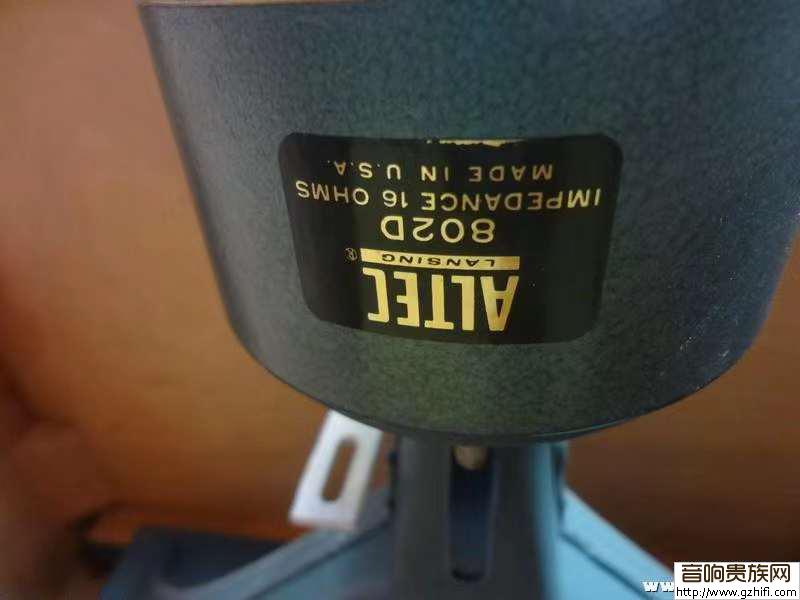 ALTEC
LANSING ®
802D
IMPEDANCE 16 OHMS
MADE IN U.S.A.
音响贵族网
http://www.gzhifi.com